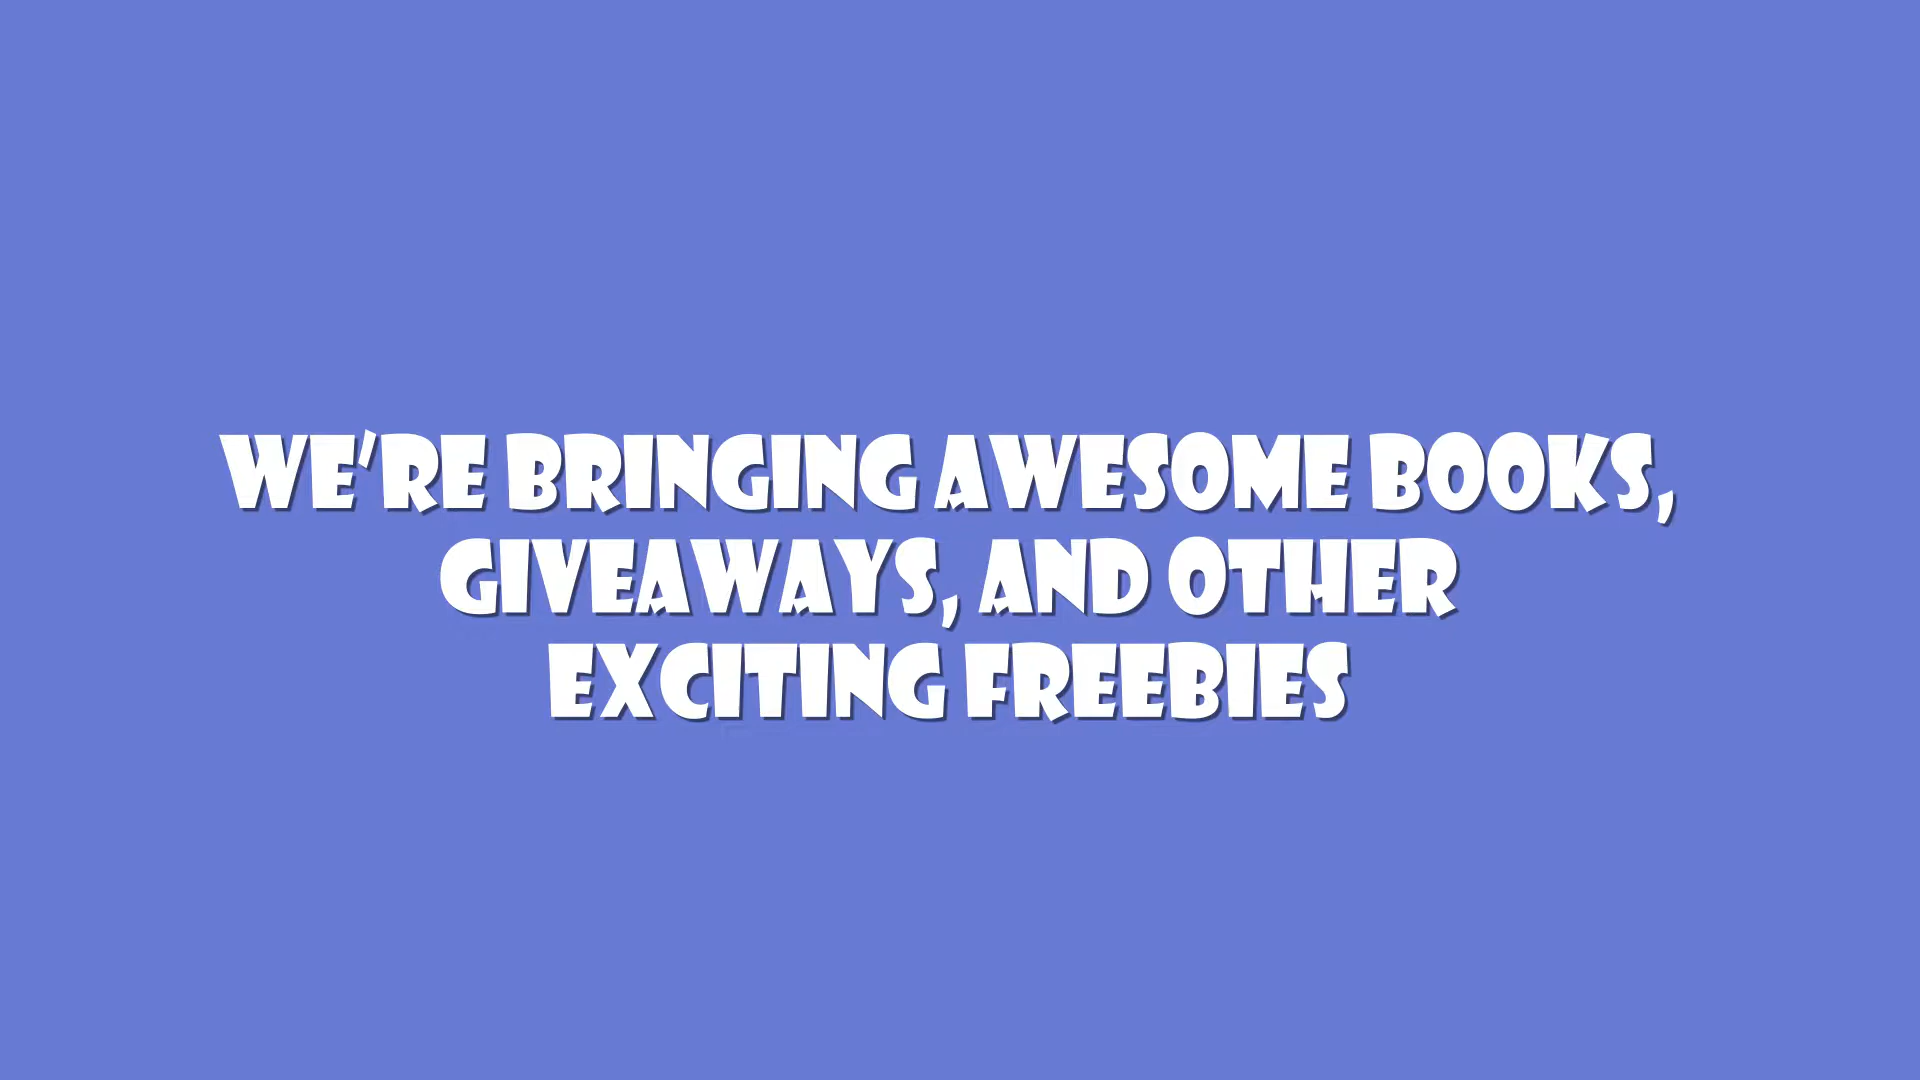 WE'RE BRINGING AWESOME BOOKS,
GIVEAWAYS, AND OTHER
EXCITING FREEBIES